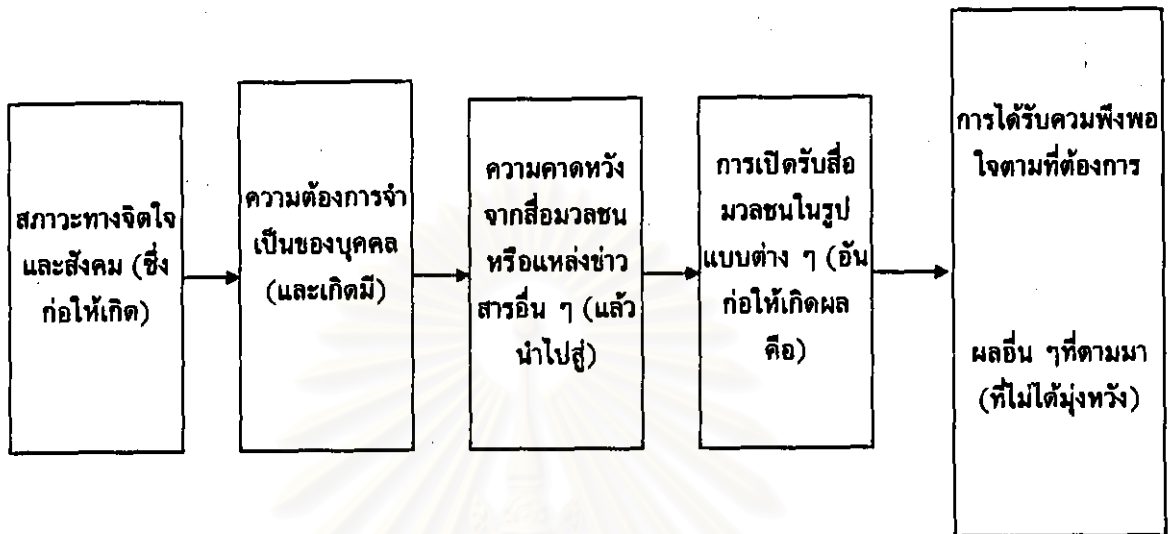 สภาวะทางจิตใจ
และสังคม (ซึ่ง
ก่อให้เกิด)
ความต้องการจำ
เป็นของบุคคล
(และเกิดมี)
ความคาดหวัง
จากสื่อมวลชน
หรือแหล่งข่าว
สารอื่น ๆ (แล้ว
นำไปสู่)
การเปิดรับสื่อ
มวลชนในรูป
แบบต่าง ๆ (อัน
ก่อให้เกิดผล
คือ)
การได้รับควมพึงพอ
ใจตามที่ต้องการ
ผลอื่น ๆที่ตามมา
(ที่ไม่ได้มุ่งหวัง)